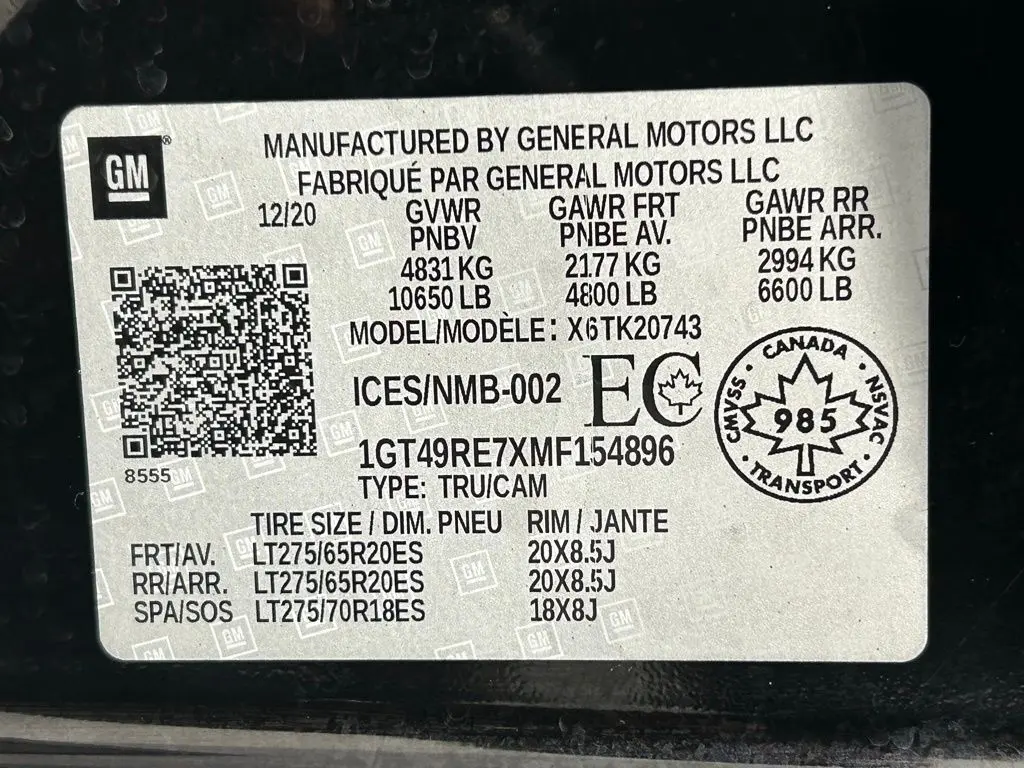 GM
®
MANUFACTURED BY GENERAL MOTORS LLC
FABRIQUÉ PAR GENERAL MOTORS LLC
12/20 GVWR GAWR FRT GAWR RR
PNBV PNBE AV. PNBE ARR.
4831 KG 2177 KG 2994 KG
10650 LB 4800 LB 6600 LB
MODEL/MODÈLE: X6TK20743
ICES/NMB-002 EC
CANADA
CMVSS 985 NSVAC
TRANSPORT
1GT49RE7XMF154896
8555
TYPE: TRU/CAM
TIRE SIZE / DIM. PNEU RIM / JANTE
FRT/AV. LT275/65R20ES 20X8.5J
RR/ARR. LT275/65R20ES 20X8.5J
SPA/SOS LT275/70R18ES 18X8J